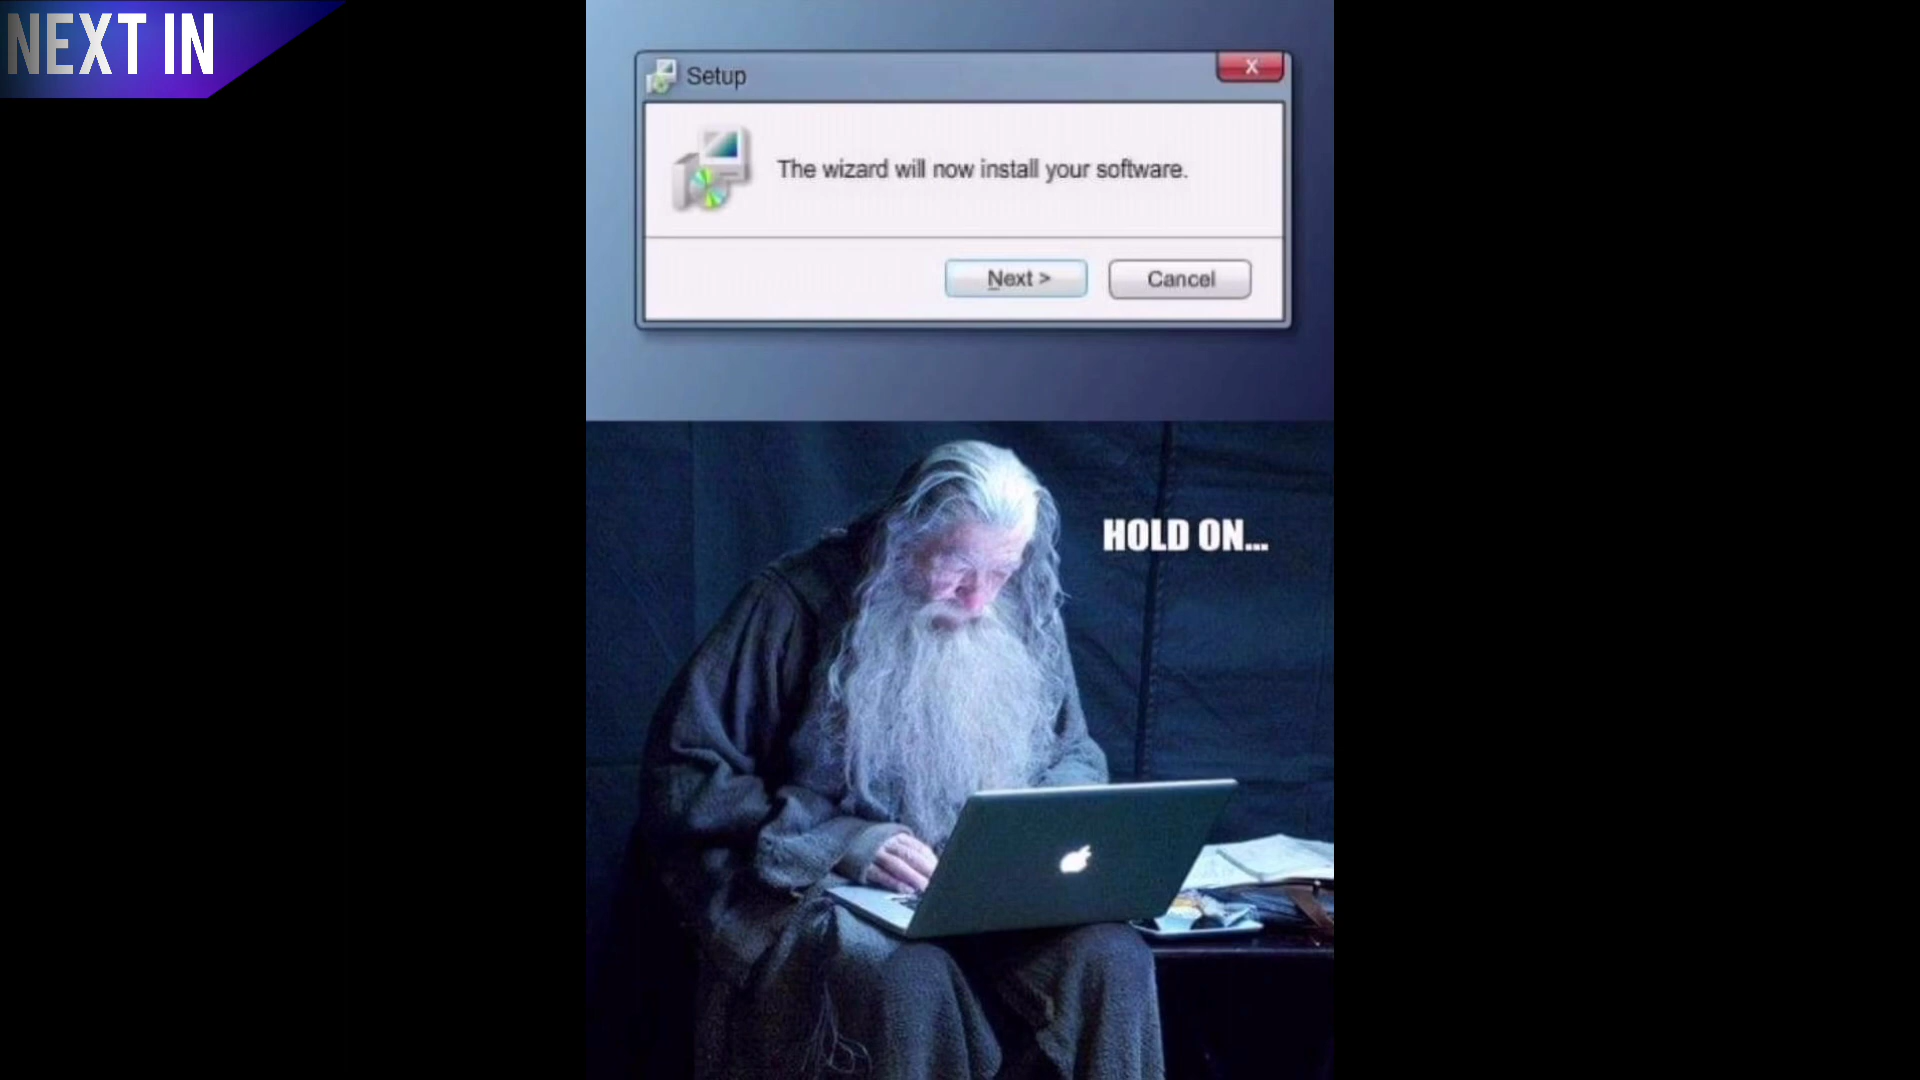 NEXT IN
Setup
X
The wizard will now install your software.
Next >
Cancel
HOLD ON...